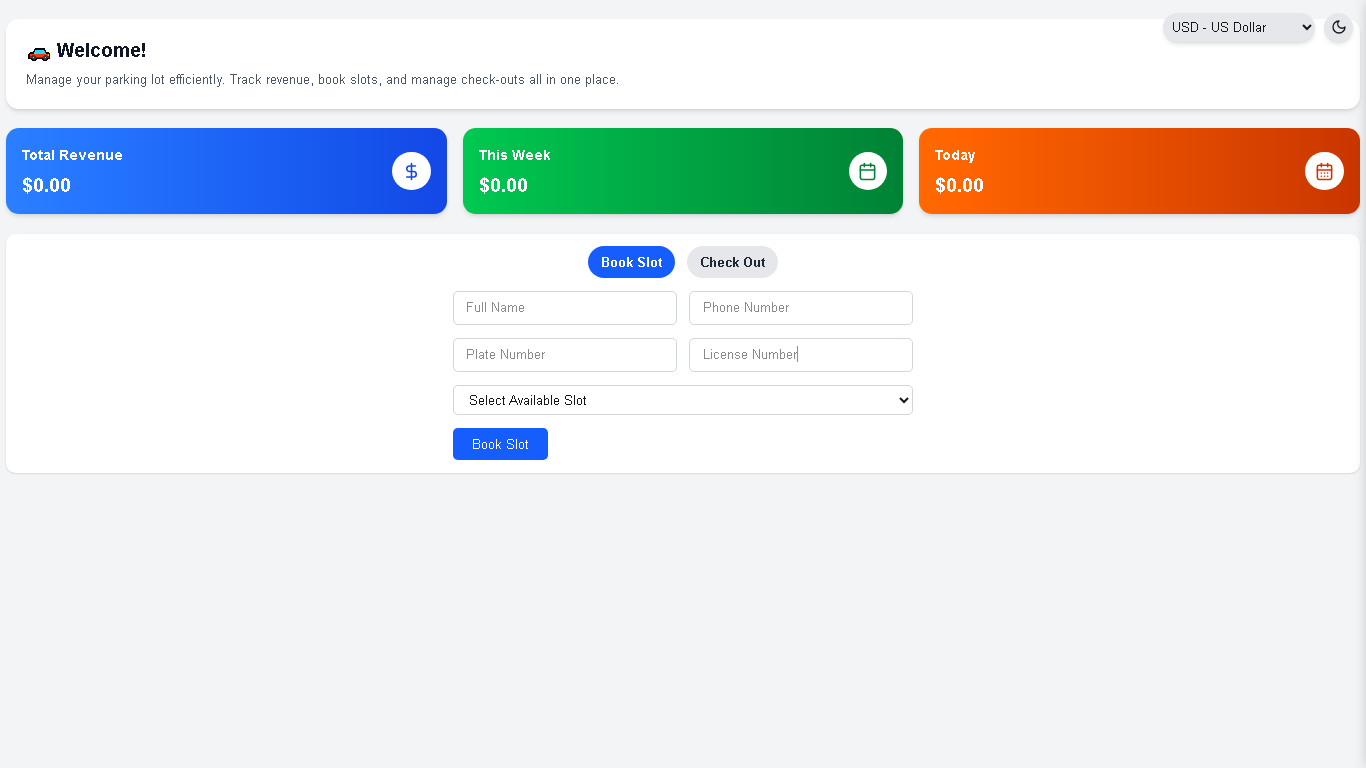 USD - US Dollar
Welcome!
Manage your parking lot efficiently. Track revenue, book slots, and manage check-outs all in one place.
Total Revenue
$0.00
This Week
$0.00
Today
$0.00
Book Slot
Check Out
Full Name
Phone Number
Plate Number
License Number
Select Available Slot
Book Slot